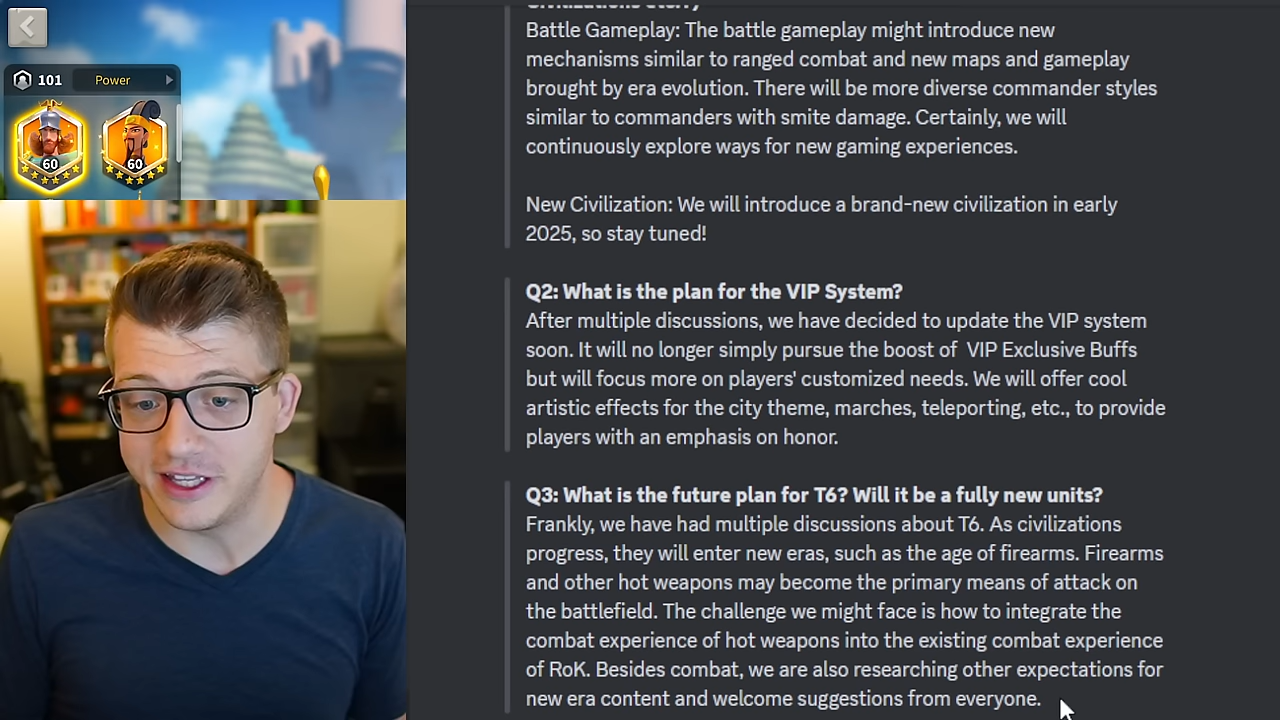 101
Power
60
60
Battle Gameplay: The battle gameplay might introduce new
mechanisms similar to ranged combat and new maps and gameplay
brought by era evolution. There will be more diverse commander styles
similar to commanders with smite damage. Certainly, we will
continuously explore ways for new gaming experiences.
New Civilization: We will introduce a brand-new civilization in early
2025, so stay tuned!
Q2: What is the plan for the VIP System?
After multiple discussions, we have decided to update the VIP system
soon. It will no longer simply pursue the boost of VIP Exclusive Buffs
but will focus more on players' customized needs. We will offer cool
artistic effects for the city theme, marches, teleporting, etc., to provide
players with an emphasis on honor.
Q3: What is the future plan for T6? Will it be a fully new units?
Frankly, we have had multiple discussions about T6. As civilizations
progress, they will enter new eras, such as the age of firearms. Firearms
and other hot weapons may become the primary means of attack on
the battlefield. The challenge we might face is how to integrate the
combat experience of hot weapons into the existing combat experience
of RoK. Besides combat, we are also researching other expectations for
new era content and welcome suggestions from everyone.